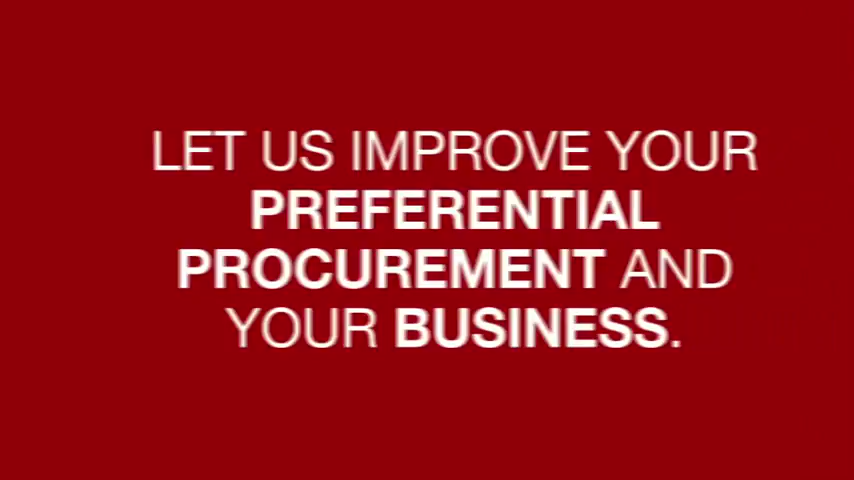 LET US IMPROVE YOUR
PREFERENTIAL
PROCUREMENT AND
YOUR BUSINESS.